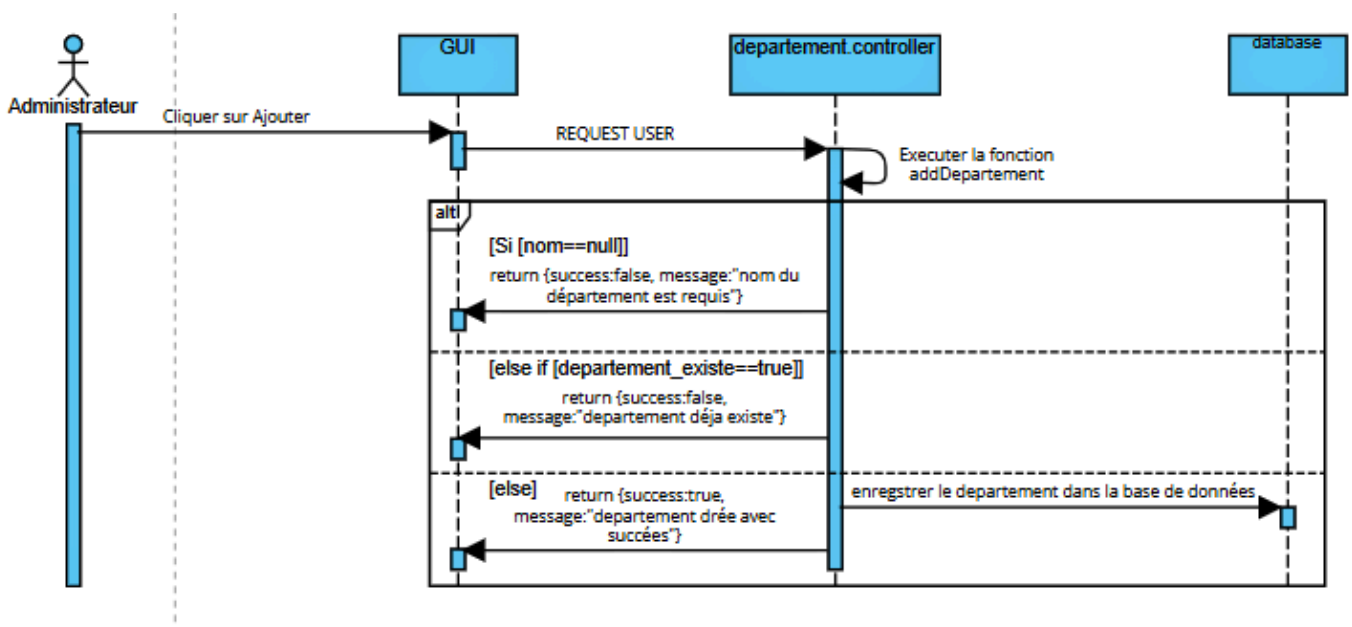 GUI
departement.controller
database
Administrateur
Cliquer sur Ajouter
REQUEST USER
Executer la fonction
addDepartement
alt
[Si [nom==null]]
return {success:false, message:"nom du
département est requis"}
[else if [departement_existe==true]]
return {success:false,
message:"departement déja existe"}
[else]
return {success:true,
message:"departement drée avec
succées"}
enregstrer le departement dans la base de données